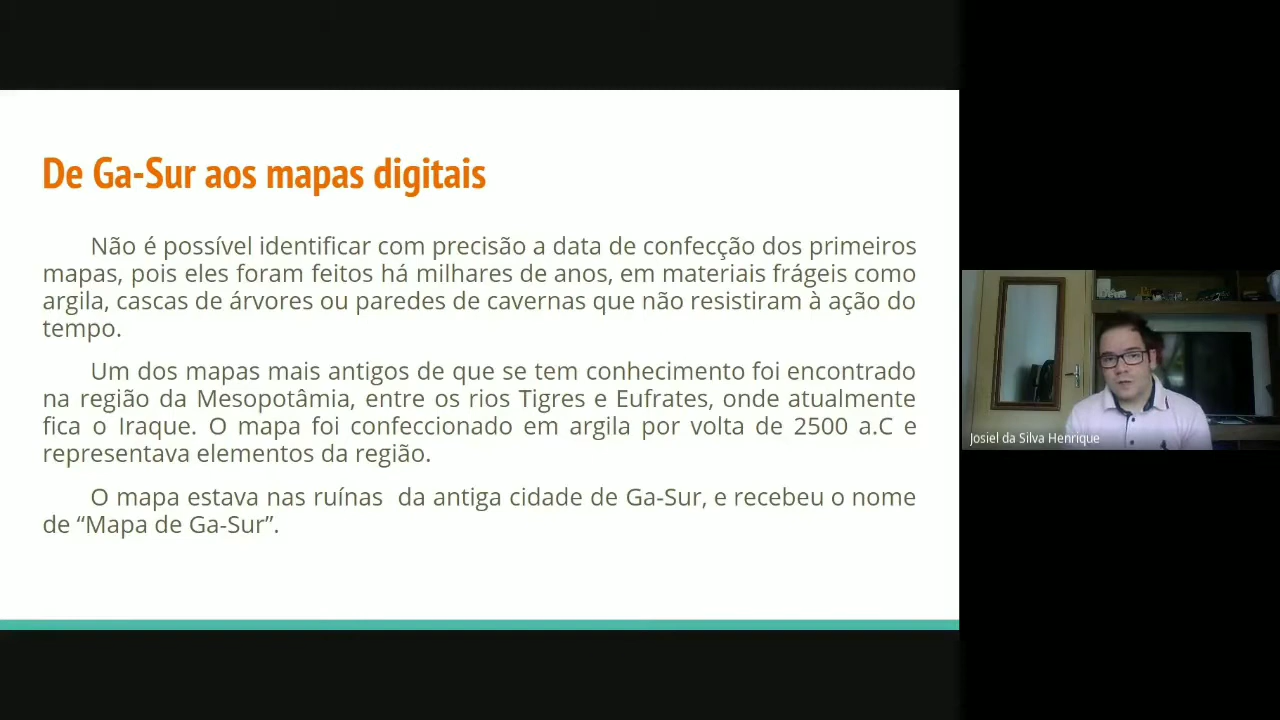 De Ga-Sur aos mapas digitais
Não é possível identificar com precisão a data de confecção dos primeiros
mapas, pois eles foram feitos há milhares de anos, em materiais frágeis como
argila, cascas de árvores ou paredes de cavernas que não resistiram à ação do
tempo.
Um dos mapas mais antigos de que se tem conhecimento foi encontrado
na região da Mesopotâmia, entre os rios Tigres e Eufrates, onde atualmente
fica o Iraque. O mapa foi confeccionado em argila por volta de 2500 a.C e
representava elementos da região.
O mapa estava nas ruínas  da antiga cidade de Ga-Sur, e recebeu o nome
de “Mapa de Ga-Sur”.
Josiel da Silva Henrique